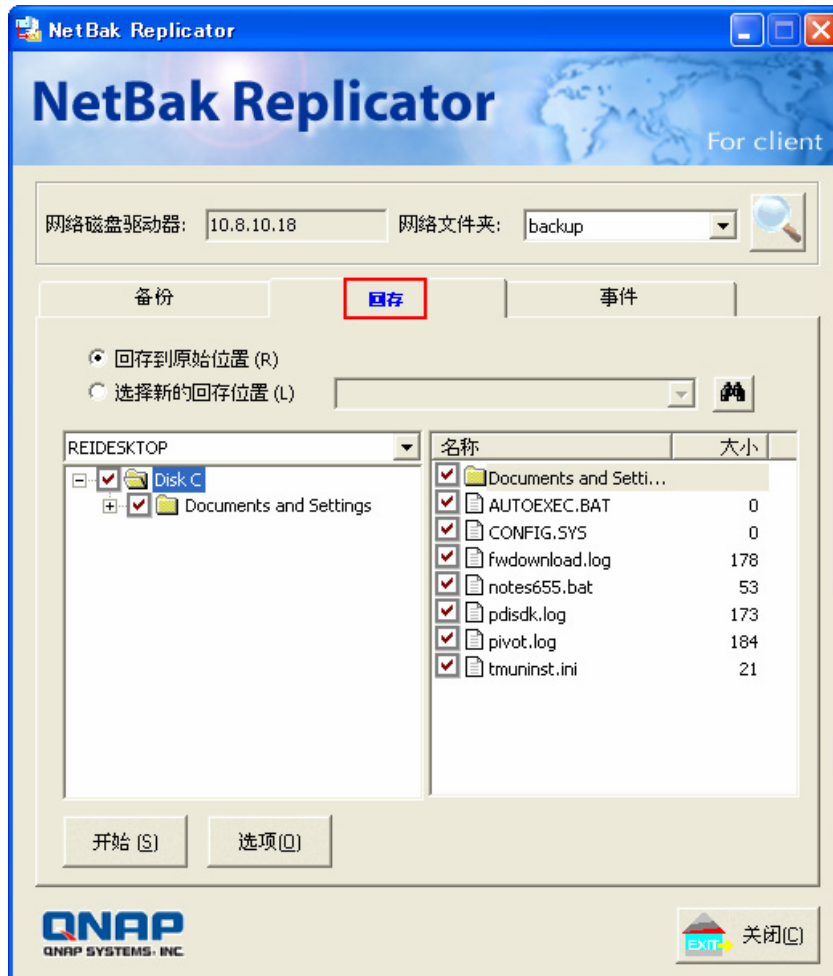 NetBak Replicator
NetBak Replicator
For client
网络磁盘驱动器: 10.8.10.18 网络文件夹: backup
备份 回存 事件
回存到原始位置 (R)
选择新的回存位置 (L)
REIDESKTOP
Disk C
Documents and Settings
名称 大小
Documents and Setti...
AUTOEXEC.BAT 0
CONFIG.SYS 0
fwdownload.log 178
notes655.bat 53
pdisdk.log 173
pivot.log 184
tmuninst.ini 21
开始 (S) 选项(O)
QNAP
QNAP SYSTEMS, INC
EXIT 关闭(C)